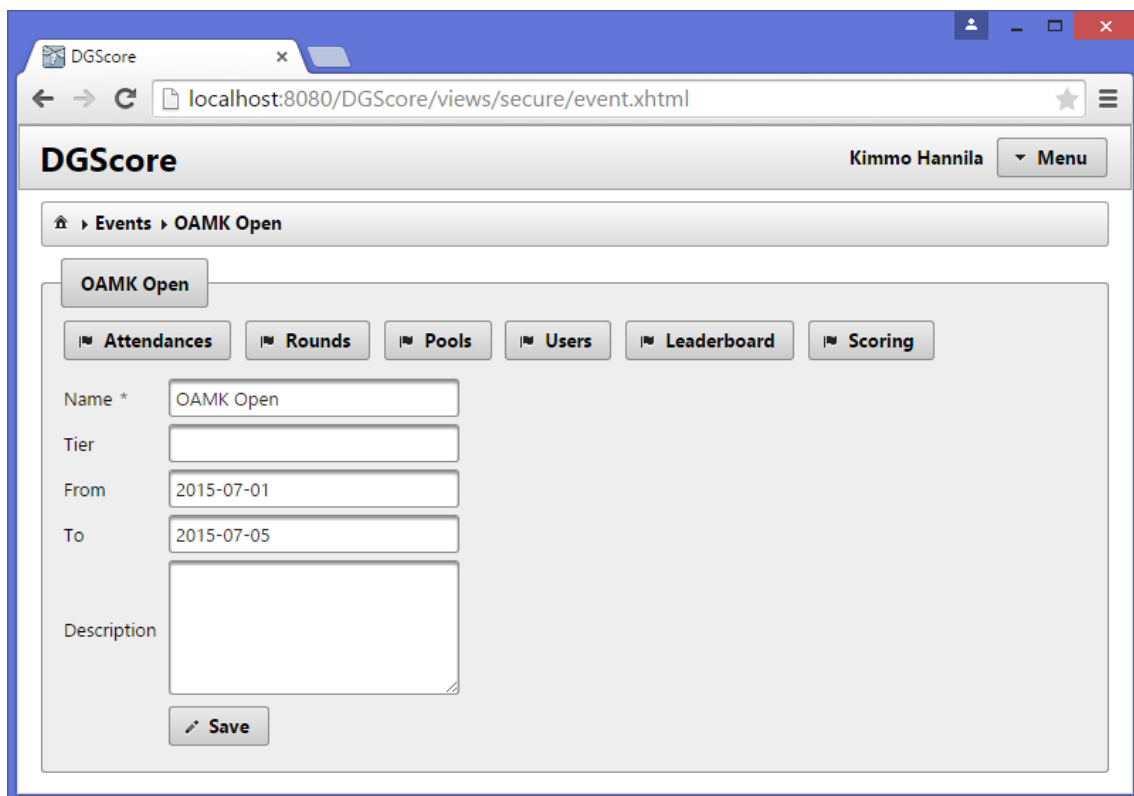 DGScore
localhost:8080/DGScore/views/secure/event.xhtml
DGScore
Kimmo Hannila
Menu
Events OAMK Open
OAMK Open
Attendances Rounds Pools Users Leaderboard Scoring
Name * OAMK Open
Tier
From 2015-07-01
To 2015-07-05
Description
Save